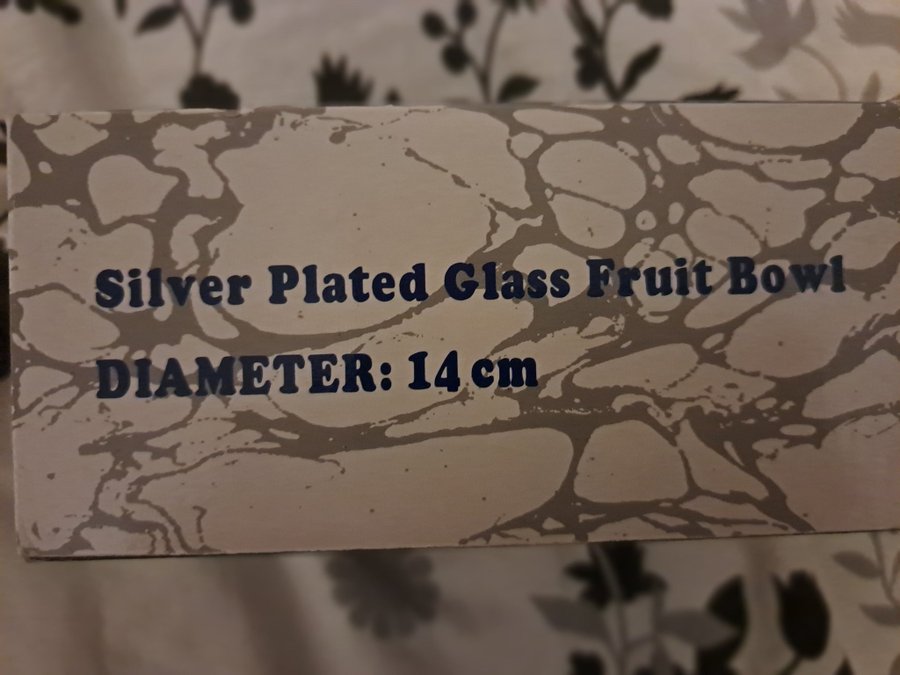 Silver Plated Glass Fruit Bowl
DIAMETER: 14 cm